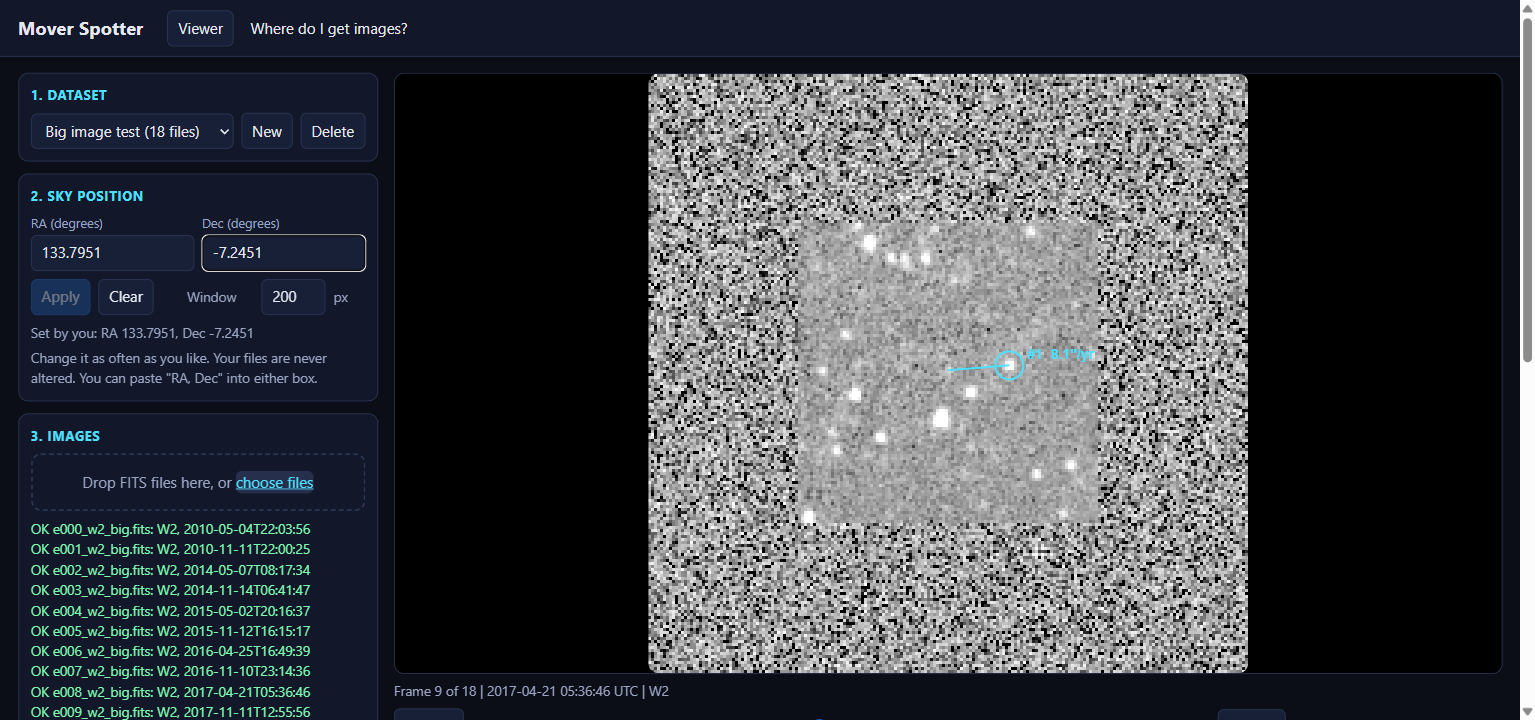 Mover Spotter
Viewer
Where do I get images?
1. DATASET
Big image test (18 files)
New
Delete
2. SKY POSITION
RA (degrees)
Dec (degrees)
133.7951
-7.2451
Apply
Clear
Window
200
px
Set by you: RA 133.7951, Dec -7.2451
Change it as often as you like. Your files are never
altered. You can paste "RA, Dec" into either box.
3. IMAGES
Drop FITS files here, or choose files
OK e000_w2_big.fits: W2, 2010-05-04T22:03:56
OK e001_w2_big.fits: W2, 2010-11-11T22:00:25
OK e002_w2_big.fits: W2, 2014-05-07T08:17:34
OK e003_w2_big.fits: W2, 2014-11-14T06:41:47
OK e004_w2_big.fits: W2, 2015-05-02T20:16:37
OK e005_w2_big.fits: W2, 2015-11-12T16:15:17
OK e006_w2_big.fits: W2, 2016-04-25T16:49:39
OK e007_w2_big.fits: W2, 2016-11-10T23:14:36
OK e008_w2_big.fits: W2, 2017-04-21T05:36:46
OK e009_w2_big.fits: W2, 2017-11-11T12:55:56
8.1"/yr
Frame 9 of 18 | 2017-04-21 05:36:46 UTC | W2